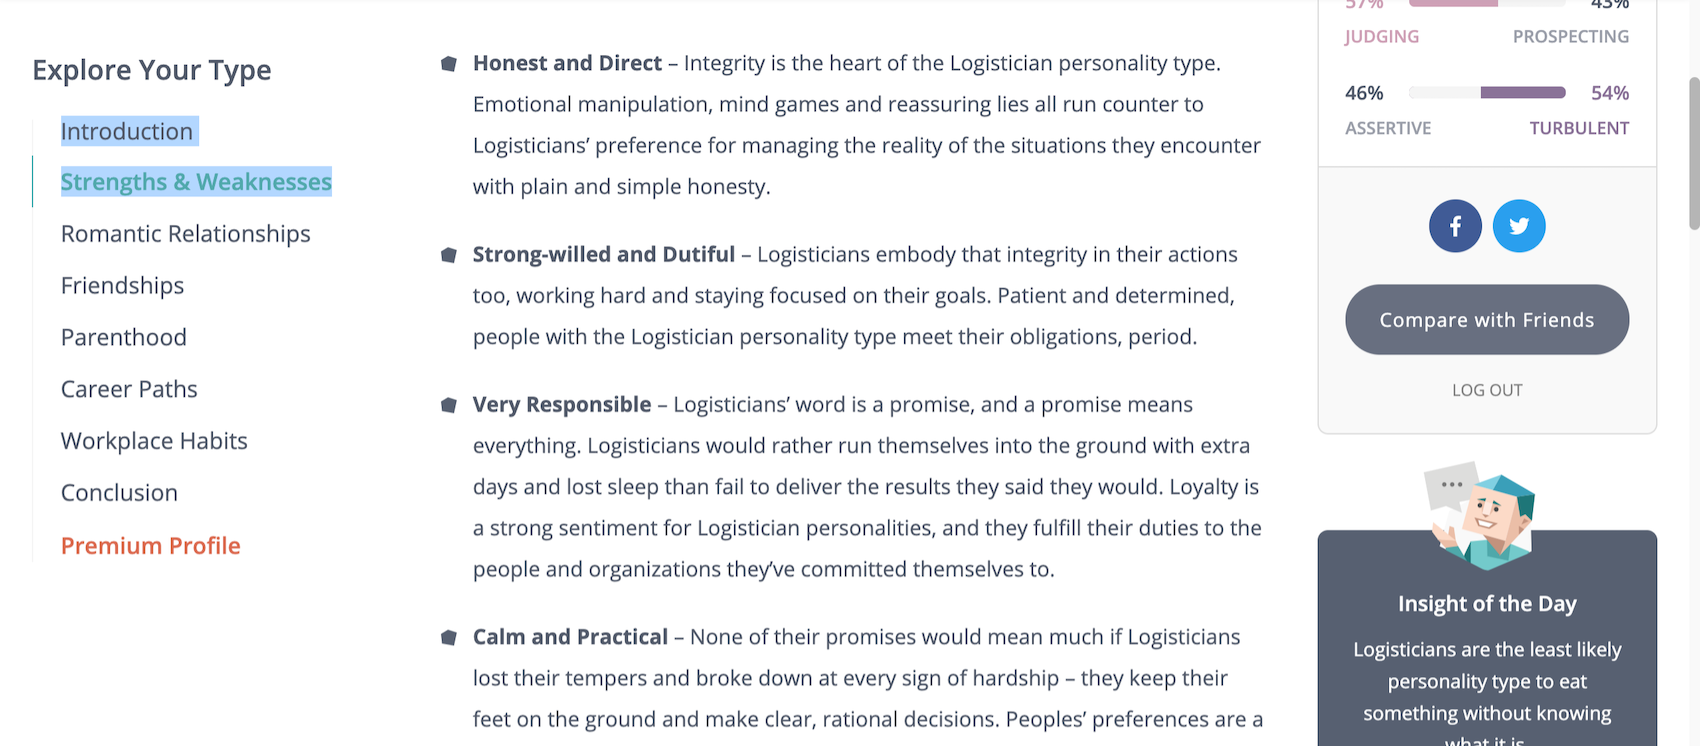 Explore Your Type
Introduction
Strengths & Weaknesses
Romantic Relationships
Friendships
Parenthood
Career Paths
Workplace Habits
Conclusion
Premium Profile
Honest and Direct – Integrity is the heart of the Logistician personality type.
Emotional manipulation, mind games and reassuring lies all run counter to
Logisticians’ preference for managing the reality of the situations they encounter
with plain and simple honesty.
Strong-willed and Dutiful – Logisticians embody that integrity in their actions
too, working hard and staying focused on their goals. Patient and determined,
people with the Logistician personality type meet their obligations, period.
Very Responsible – Logisticians’ word is a promise, and a promise means
everything. Logisticians would rather run themselves into the ground with extra
days and lost sleep than fail to deliver the results they said they would. Loyalty is
a strong sentiment for Logistician personalities, and they fulfill their duties to the
people and organizations they’ve committed themselves to.
Calm and Practical – None of their promises would mean much if Logisticians
lost their tempers and broke down at every sign of hardship – they keep their
feet on the ground and make clear, rational decisions. Peoples’ preferences are a
57% 43%
JUDGING PROSPECTING
46% 54%
ASSERTIVE TURBULENT
Compare with Friends
LOG OUT
Insight of the Day
Logisticians are the least likely
personality type to eat
something without knowing
what it is